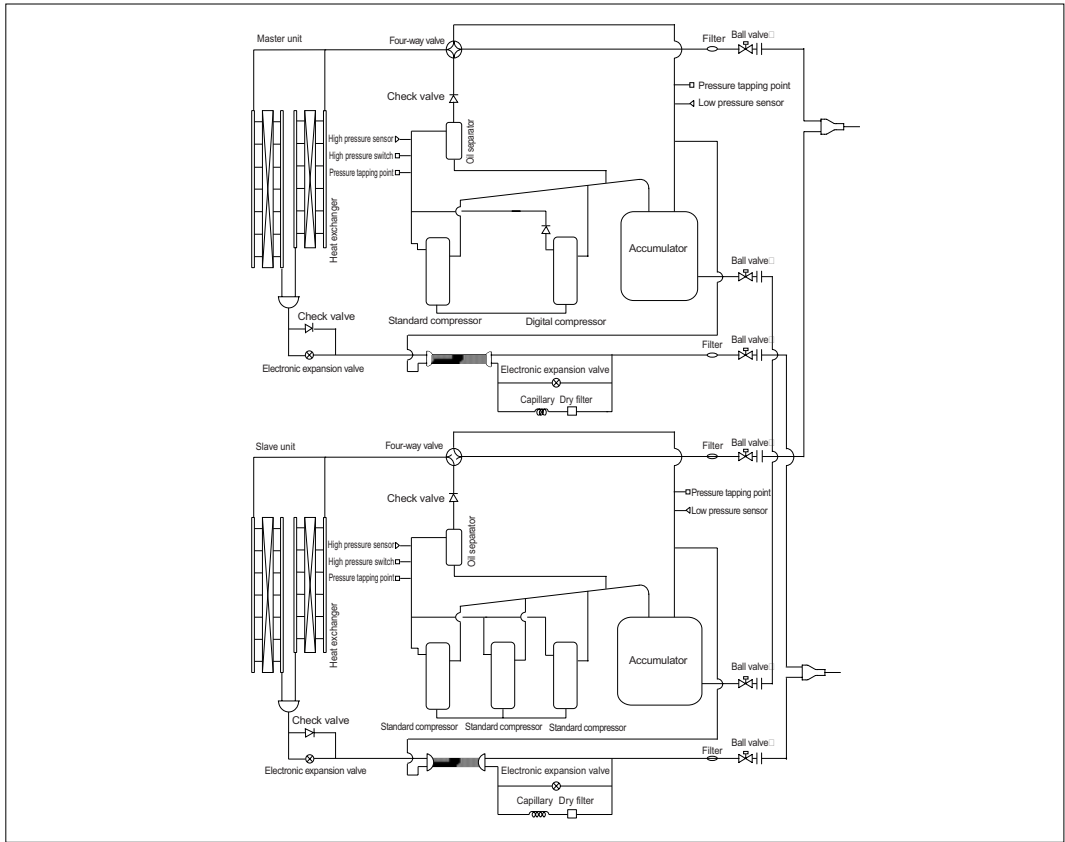 Master unit
Four-way valve
Filter
Ball valve□
Check valve
Pressure tapping point
Low pressure sensor
High pressure sensor
High pressure switch
Pressure tapping point
Oil separator
Heat exchanger
Accumulator
Ball valve□
Standard compressor
Digital compressor
Check valve
Electronic expansion valve
Filter
Ball valve□
Electronic expansion valve
Capillary Dry filter
Slave unit
Four-way valve
Filter
Ball valve□
Check valve
Pressure tapping point
Low pressure sensor
High pressure sensor
High pressure switch
Pressure tapping point
Oil separator
Heat exchanger
Accumulator
Ball valve□
Standard compressor
Standard compressor
Standard compressor
Check valve
Electronic expansion valve
Filter
Ball valve□
Electronic expansion valve
Capillary Dry filter